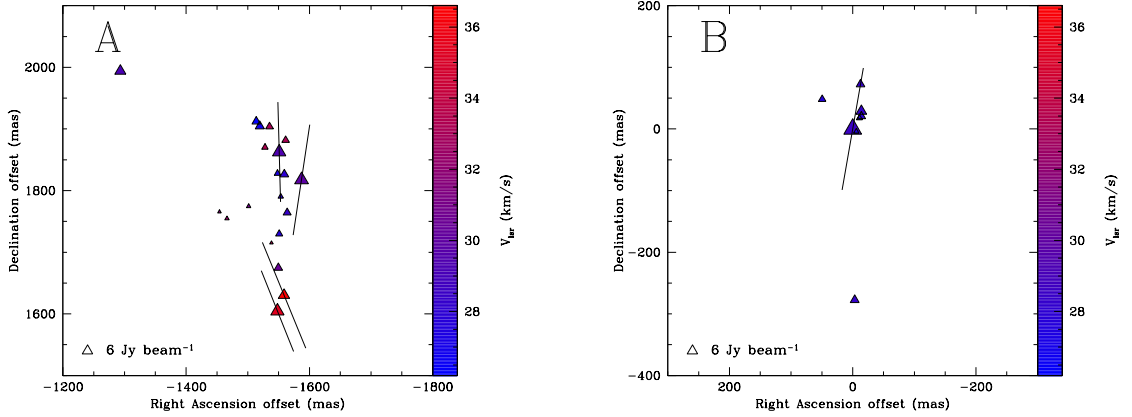 A
2000
1800
1600
Declination offset (mas)
-1200 -1400 -1600 -1800
Right Ascension offset (mas)
6 Jy beam⁻¹
36
34
32
30
28
V_lsr (km/s)
B
200
100
0
-200
-400
Declination offset (mas)
200 0 -200
Right Ascension offset (mas)
6 Jy beam⁻¹
36
34
32
30
28
V_lsr (km/s)